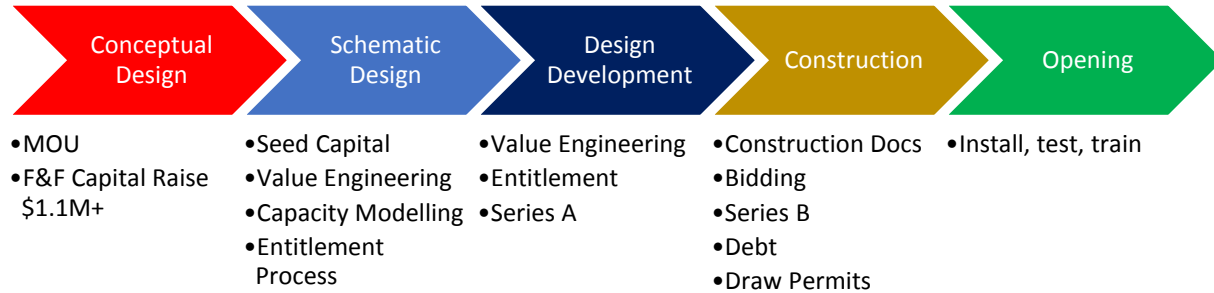 Conceptual
Design
Schematic
Design
Design
Development
Construction
Opening
•MOU
•F&F Capital Raise
$1.1M+
•Seed Capital
•Value Engineering
•Capacity Modelling
•Entitlement
Process
•Value Engineering
•Entitlement
•Series A
•Construction Docs
•Bidding
•Series B
•Debt
•Draw Permits
•Install, test, train